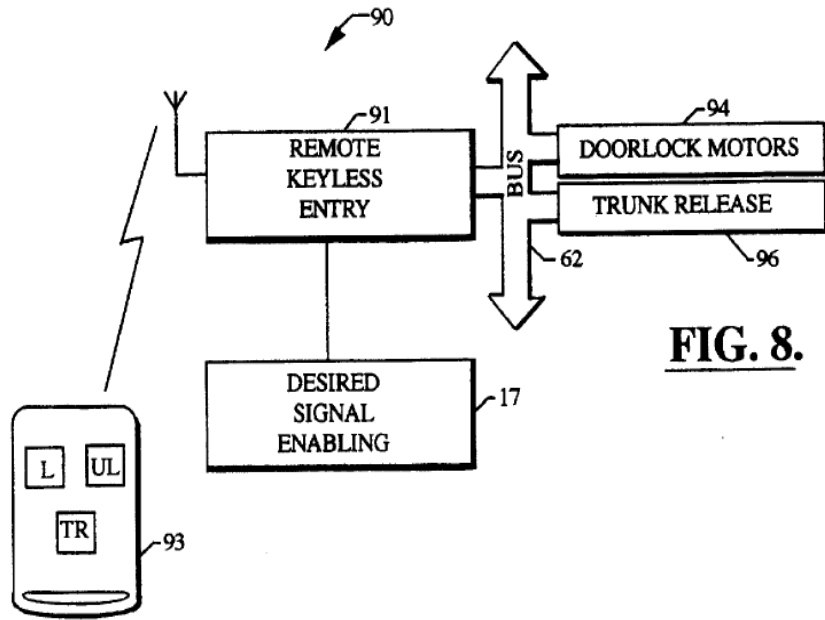 90
91
REMOTE
KEYLESS
ENTRY
BUS
94
DOORLOCK MOTORS
TRUNK RELEASE
62
96
FIG. 8.
DESIRED
SIGNAL
ENABLING
17
L
UL
TR
93